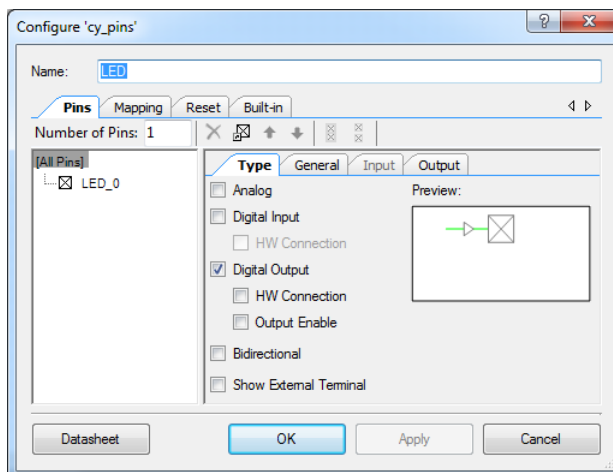 Configure 'cy_pins'
Name: LED
Pins Mapping Reset Built-in
Number of Pins: 1
[All Pins]
LED_0
Type General Input Output
Analog
Preview:
Digital Input
HW Connection
Digital Output
HW Connection
Output Enable
Bidirectional
Show External Terminal
Datasheet OK Apply Cancel